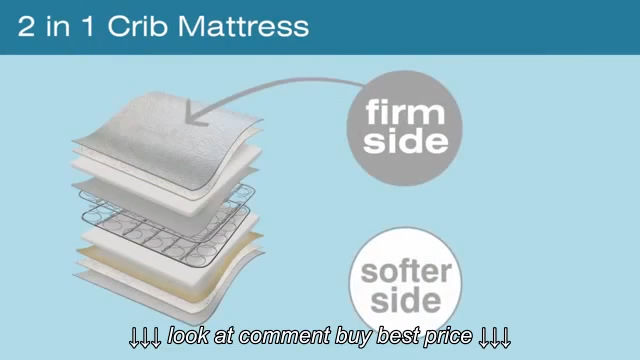 2 in 1 Crib Mattress
firm
side
softer
side
↓↓↓ look at comment buy best price ↓↓↓